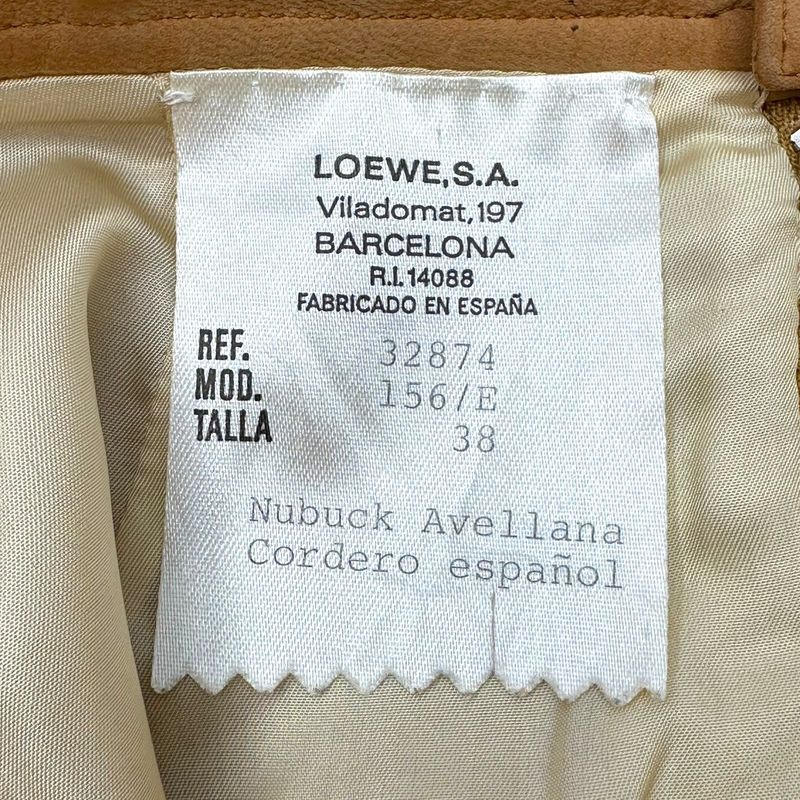 LOEWE,S.A.
Viladomat,197
BARCELONA
R.I.14088
FABRICADO EN ESPAÑA
REF. 32874
MOD. 156/E
TALLA 38
Nubuck Avellana
Cordero español